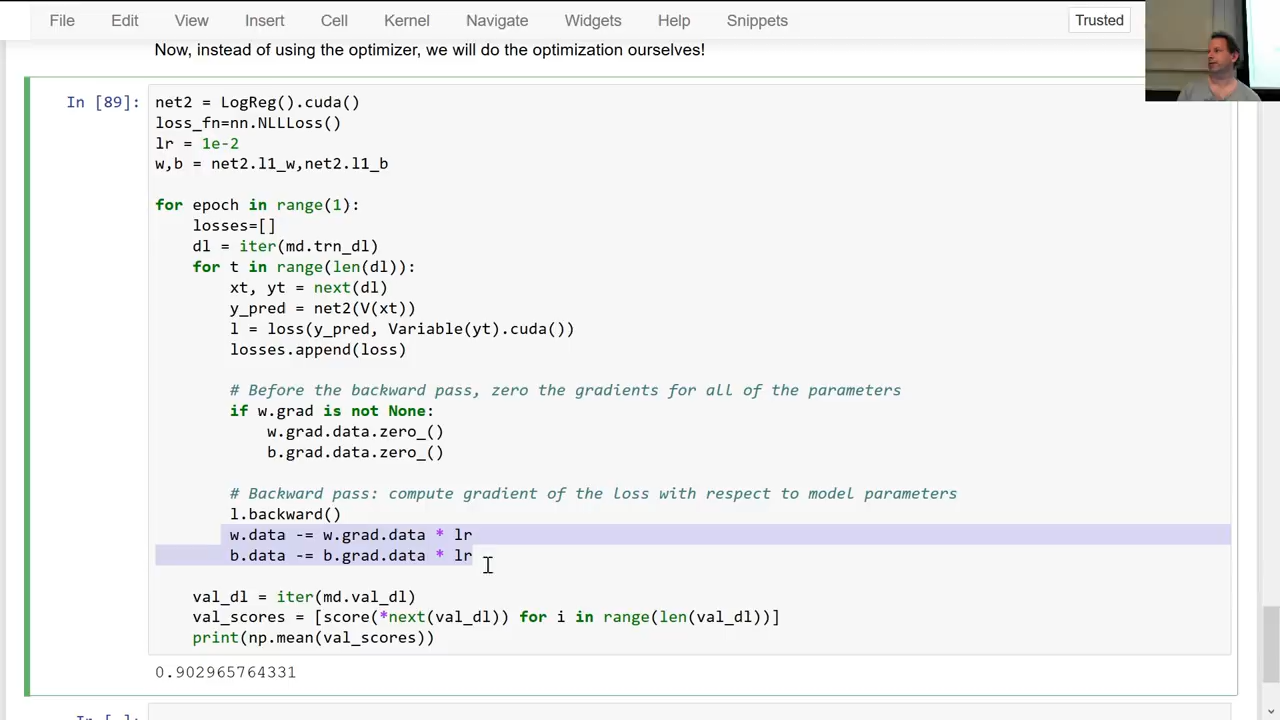 File Edit View Insert Cell Kernel Navigate Widgets Help Snippets Trusted
Now, instead of using the optimizer, we will do the optimization ourselves!
In [89]:
net2 = LogReg().cuda()
loss_fn=nn.NLLLoss()
lr = 1e-2
w,b = net2.l1_w,net2.l1_b
for epoch in range(1):
losses=[]
dl = iter(md.trn_dl)
for t in range(len(dl)):
xt, yt = next(dl)
y_pred = net2(V(xt))
l = loss(y_pred, Variable(yt).cuda())
losses.append(loss)
# Before the backward pass, zero the gradients for all of the parameters
if w.grad is not None:
w.grad.data.zero_()
b.grad.data.zero_()
# Backward pass: compute gradient of the loss with respect to model parameters
l.backward()
w.data -= w.grad.data * lr
b.data -= b.grad.data * lr
val_dl = iter(md.val_dl)
val_scores = [score(*next(val_dl)) for i in range(len(val_dl))]
print(np.mean(val_scores))
0.902965764331